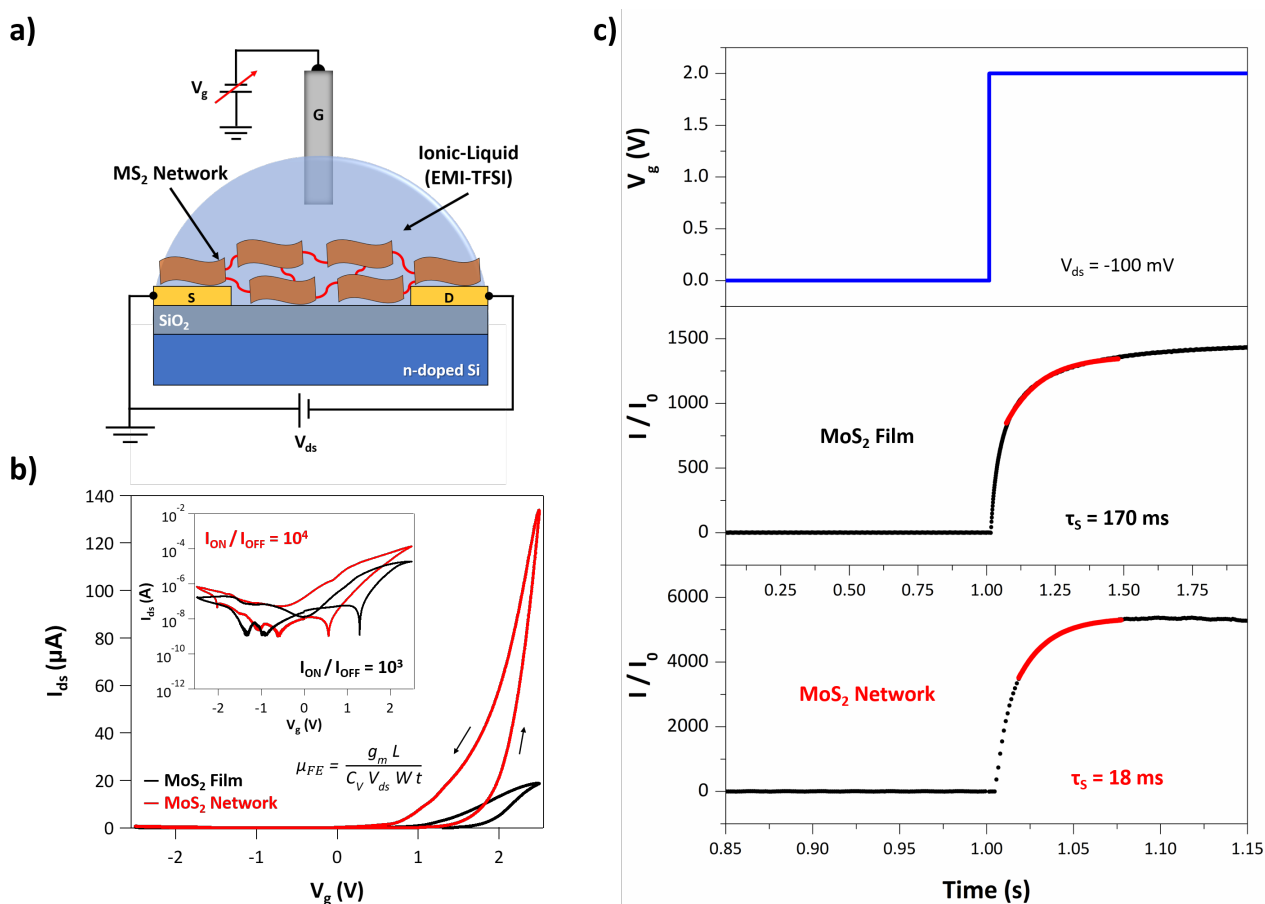 a)
V_g
G
MS₂ Network
Ionic-Liquid
(EMI-TFSI)
S
D
SiO₂
n-doped Si
V_ds
b)
140
120
100
80
60
40
20
0
I_ds (µA)
-2
-1
0
1
2
V_g (V)
10⁻²
10⁻⁴
10⁻⁶
10⁻⁸
10⁻¹⁰
10⁻¹²
I_ds (A)
I_ON / I_OFF = 10⁴
I_ON / I_OFF = 10³
-2
-1
0
1
2
V_g (V)
μ_FE = g_m L / C_V V_ds W t
MoS₂ Film
MoS₂ Network
c)
2.0
1.5
1.0
0.5
0.0
V_g (V)
V_ds = -100 mV
1500
1000
500
0
I / I₀
MoS₂ Film
τ_S = 170 ms
0.25
0.50
0.75
1.00
1.25
1.50
1.75
6000
4000
2000
0
I / I₀
MoS₂ Network
τ_S = 18 ms
0.85
0.90
0.95
1.00
1.05
1.10
1.15
Time (s)